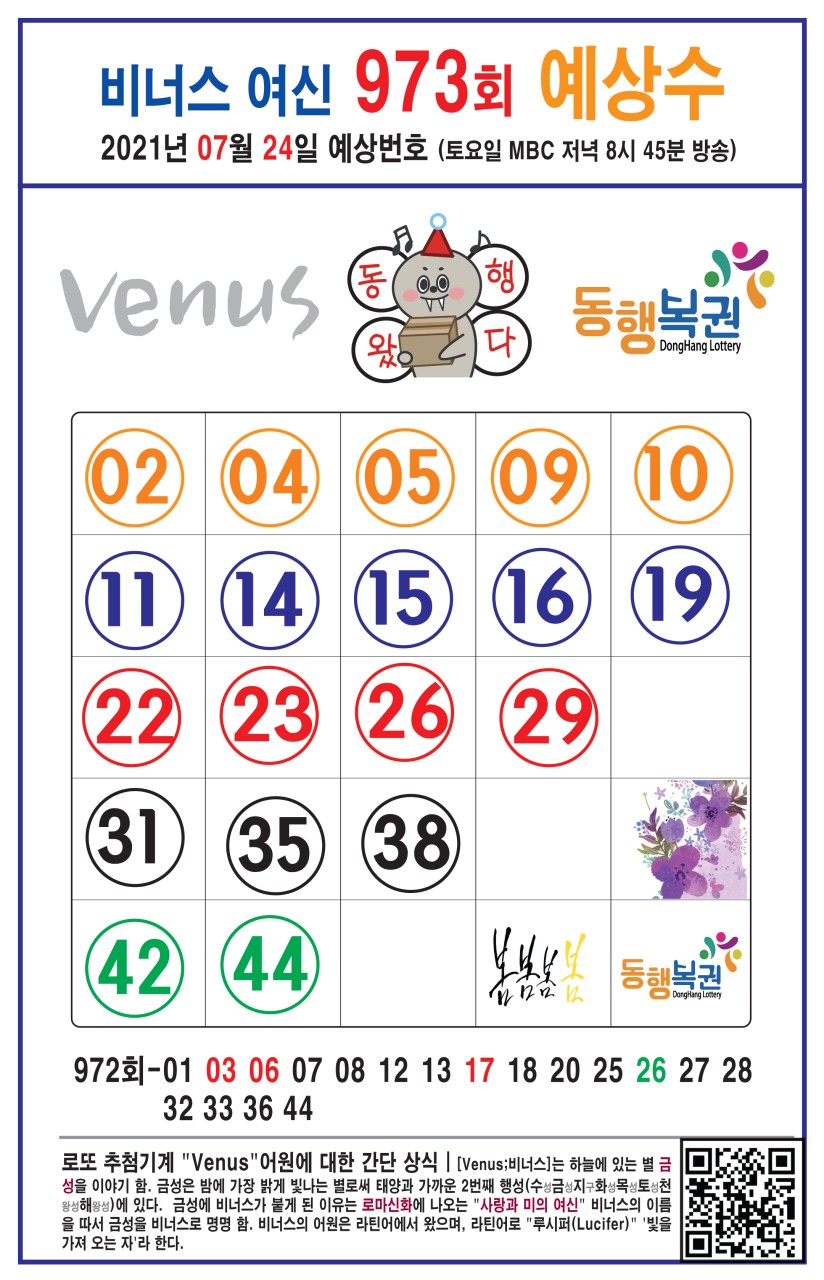 비너스 여신 973회 예상수
2021년 07월 24일 예상번호 (토요일 MBC 저녁 8시 45분 방송)
venus
동 행
왔 다
동행복권
DongHang Lottery
02 04 05 09 10
11 14 15 16 19
22 23 26 29
31 35 38
42 44
봄봄봄봄
동행복권
DongHang Lottery
972회-01 03 06 07 08 12 13 17 18 20 25 26 27 28
32 33 36 44
로또 추첨기계 "Venus"어원에 대한 간단 상식 | [Venus;비너스]는 하늘에 있는 별 금
성을 이야기 함. 금성은 밤에 가장 밝게 빛나는 별로써 태양과 가까운 2번째 행성(수성금성지구화성목성토성천
왕성해왕성)에 있다. 금성에 비너스가 붙게 된 이유는 로마신화에 나오는 "사랑과 미의 여신" 비너스의 이름
을 따서 금성을 비너스로 명명 함. 비너스의 어원은 라틴어에서 왔으며, 라틴어로 "루시퍼(Lucifer)" '빛을
가져 오는 자'라 한다.